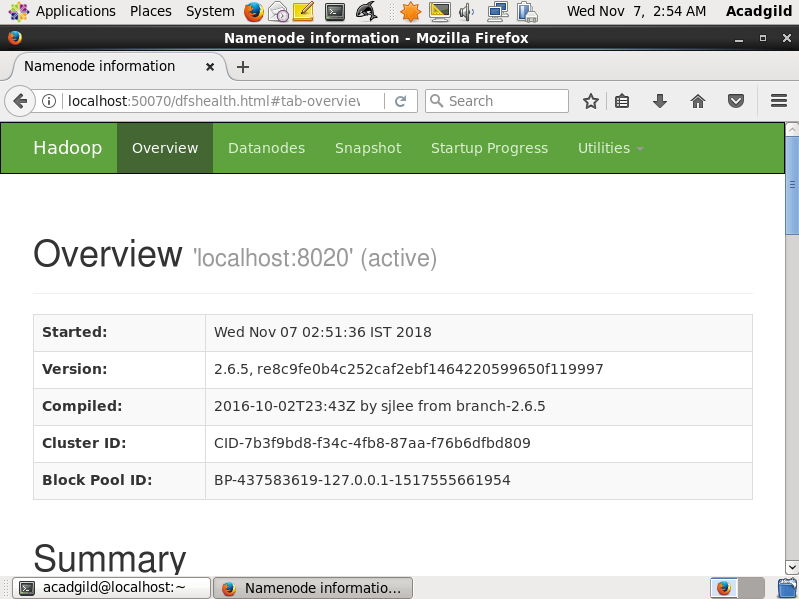 Applications Places System Wed Nov 7, 2:54 AM Acadgild
Namenode information - Mozilla Firefox
Namenode information
localhost:50070/dfshealth.html#tab-overview Search
Hadoop Overview Datanodes Snapshot Startup Progress Utilities
Overview 'localhost:8020' (active)
Started: Wed Nov 07 02:51:36 IST 2018
Version: 2.6.5, re8c9fe0b4c252caf2ebf1464220599650f119997
Compiled: 2016-10-02T23:43Z by sjlee from branch-2.6.5
Cluster ID: CID-7b3f9bd8-f34c-4fb8-87aa-f76b6dfbd809
Block Pool ID: BP-437583619-127.0.0.1-1517555661954
Summary
acadgild@localhost:~ Namenode informatio...